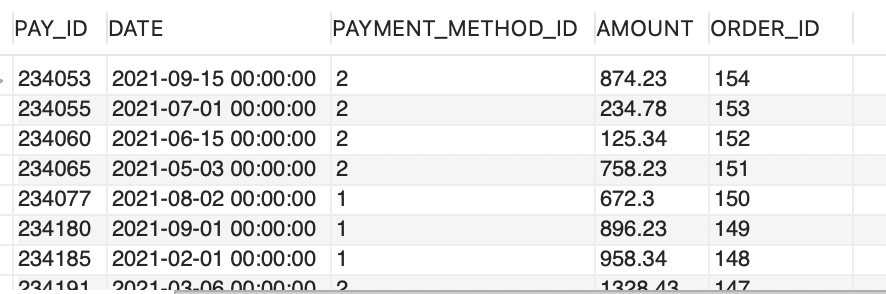 PAY_ID DATE PAYMENT_METHOD_ID AMOUNT ORDER_ID
234053 2021-09-15 00:00:00 2 874.23 154
234055 2021-07-01 00:00:00 2 234.78 153
234060 2021-06-15 00:00:00 2 125.34 152
234065 2021-05-03 00:00:00 2 758.23 151
234077 2021-08-02 00:00:00 1 672.3 150
234180 2021-09-01 00:00:00 1 896.23 149
234185 2021-02-01 00:00:00 1 958.34 148
234191 2021-03-06 00:00:00 2 1328.43 147